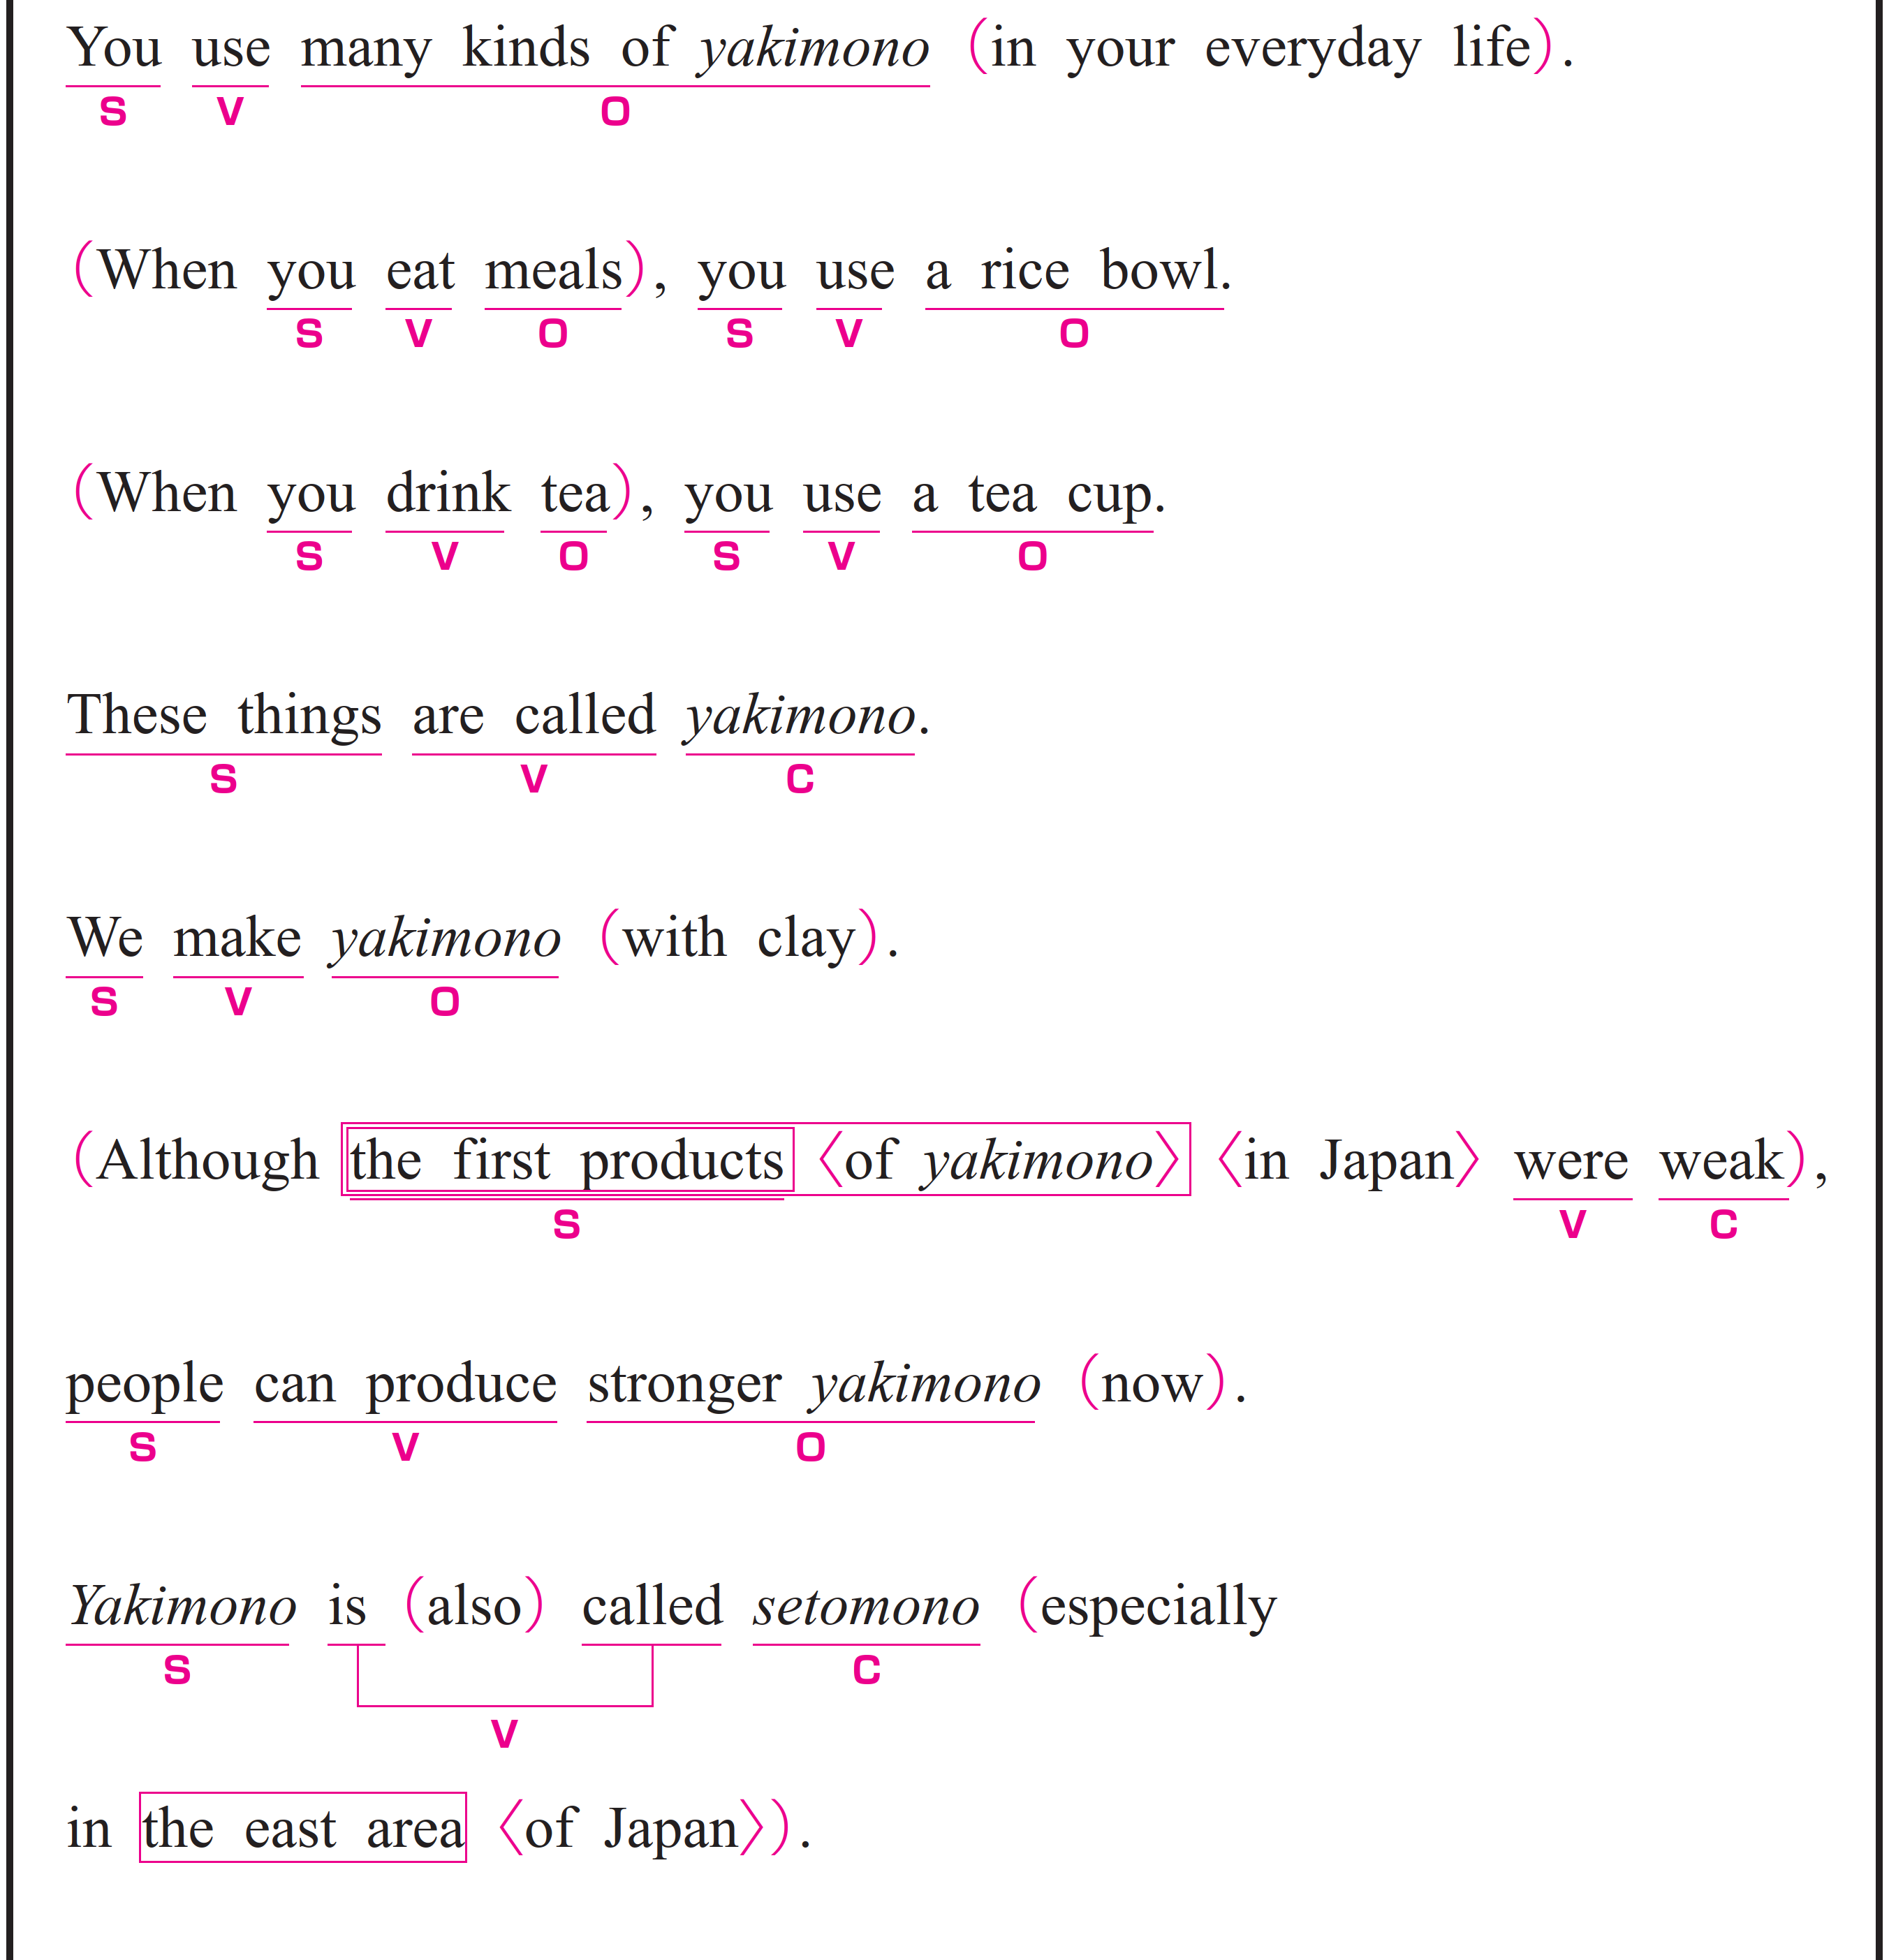 You use many kinds of yakimono (in your everyday life).
S V O
(When you eat meals), you use a rice bowl.
S V O S V O
(When you drink tea), you use a tea cup.
S V O S V O
These things are called yakimono.
S V C
We make yakimono (with clay).
S V O
(Although the first products 〈of yakimono〉 〈in Japan〉 were weak),
S V C
people can produce stronger yakimono (now).
S V O
Yakimono is (also) called setomono (especially
S C
V
in the east area 〈of Japan〉).